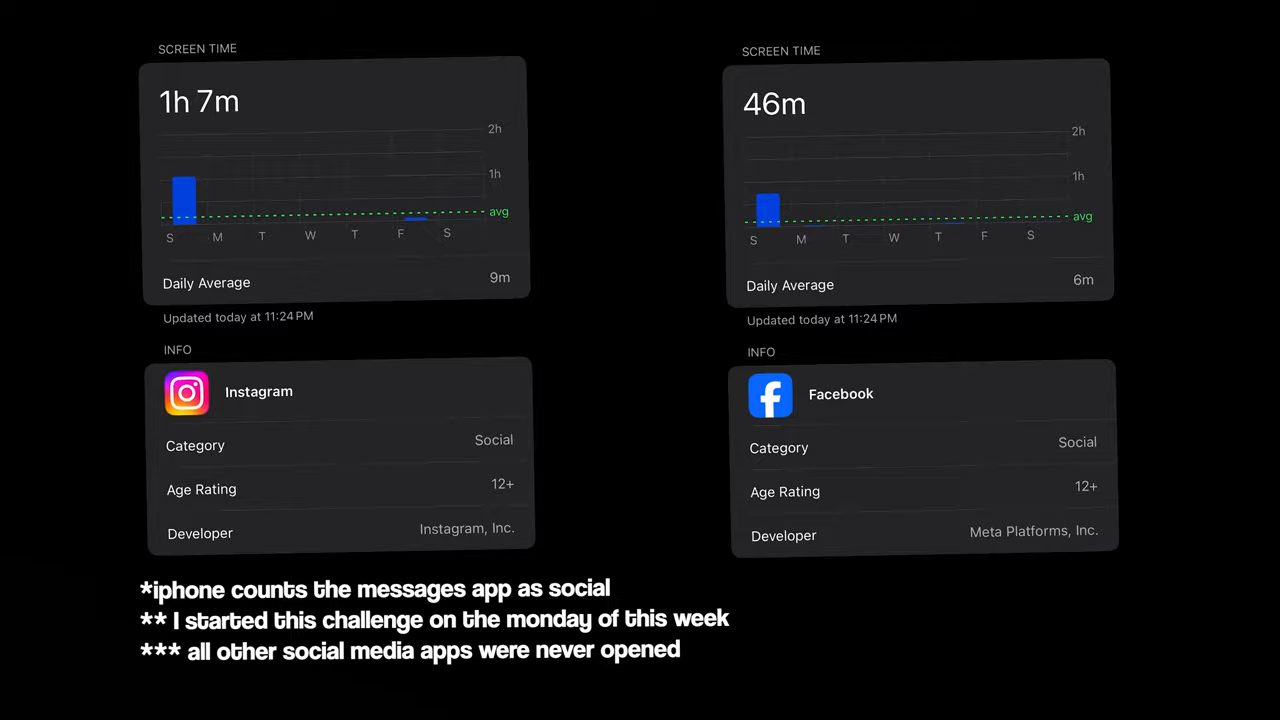 SCREEN TIME
1h 7m
2h
1h
avg
S M T W T F S
Daily Average 9m
Updated today at 11:24 PM
INFO
Instagram
Category Social
Age Rating 12+
Developer Instagram, Inc.
SCREEN TIME
46m
2h
1h
avg
S M T W T F S
Daily Average 6m
Updated today at 11:24 PM
INFO
Facebook
Category Social
Age Rating 12+
Developer Meta Platforms, Inc.
*iphone counts the messages app as social
** I started this challenge on the monday of this week
*** all other social media apps were never opened